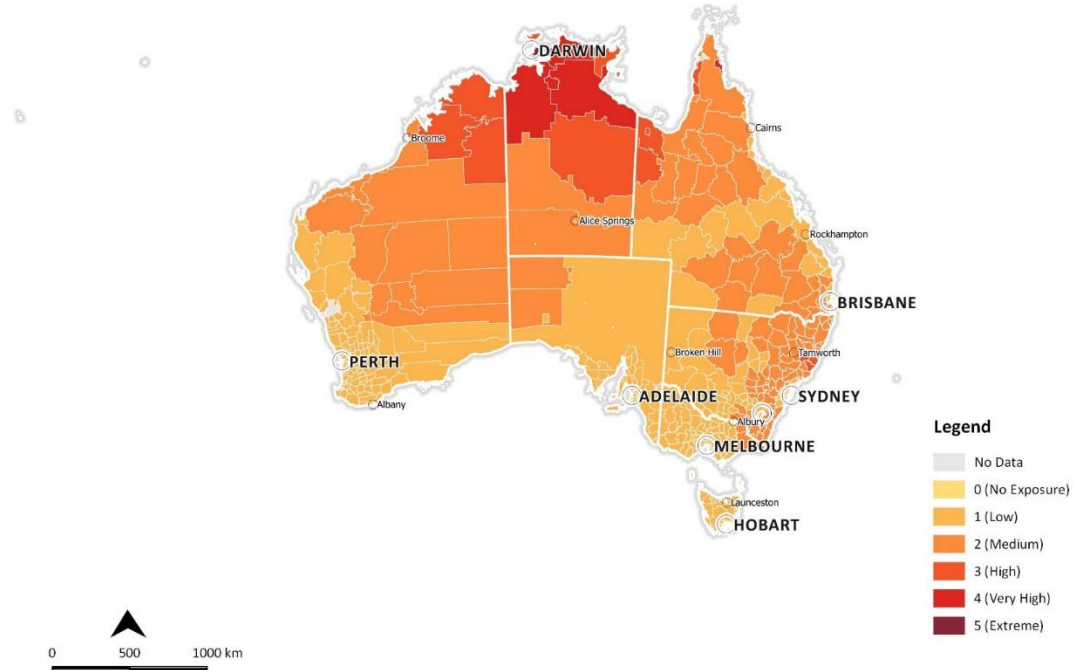 DARWIN
Cairns
Broome
Alice Springs
Rockhampton
BRISBANE
Broken Hill
Tamworth
PERTH
ADELAIDE
SYDNEY
Albany
Albury
MELBOURNE
Launceston
HOBART
Legend
No Data
0 (No Exposure)
1 (Low)
2 (Medium)
3 (High)
4 (Very High)
5 (Extreme)
0 500 1000 km